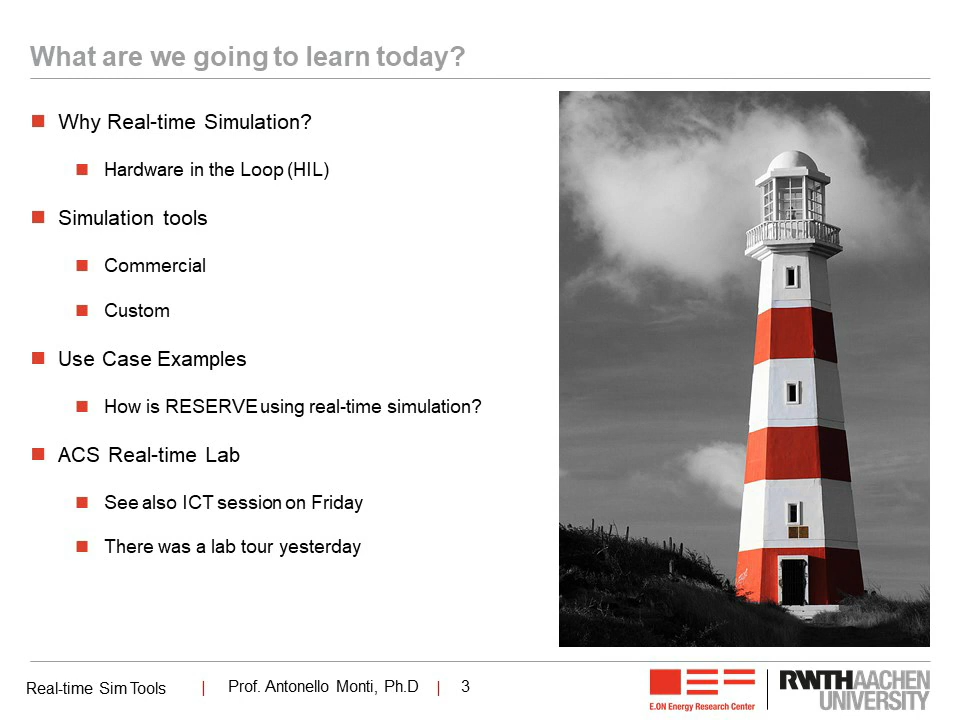 What are we going to learn today?
Why Real-time Simulation?
Hardware in the Loop (HIL)
Simulation tools
Commercial
Custom
Use Case Examples
How is RESERVE using real-time simulation?
ACS Real-time Lab
See also ICT session on Friday
There was a lab tour yesterday
Real-time Sim Tools | Prof. Antonello Monti, Ph.D | 3
E.ON Energy Research Center
RWTHAACHEN
UNIVERSITY